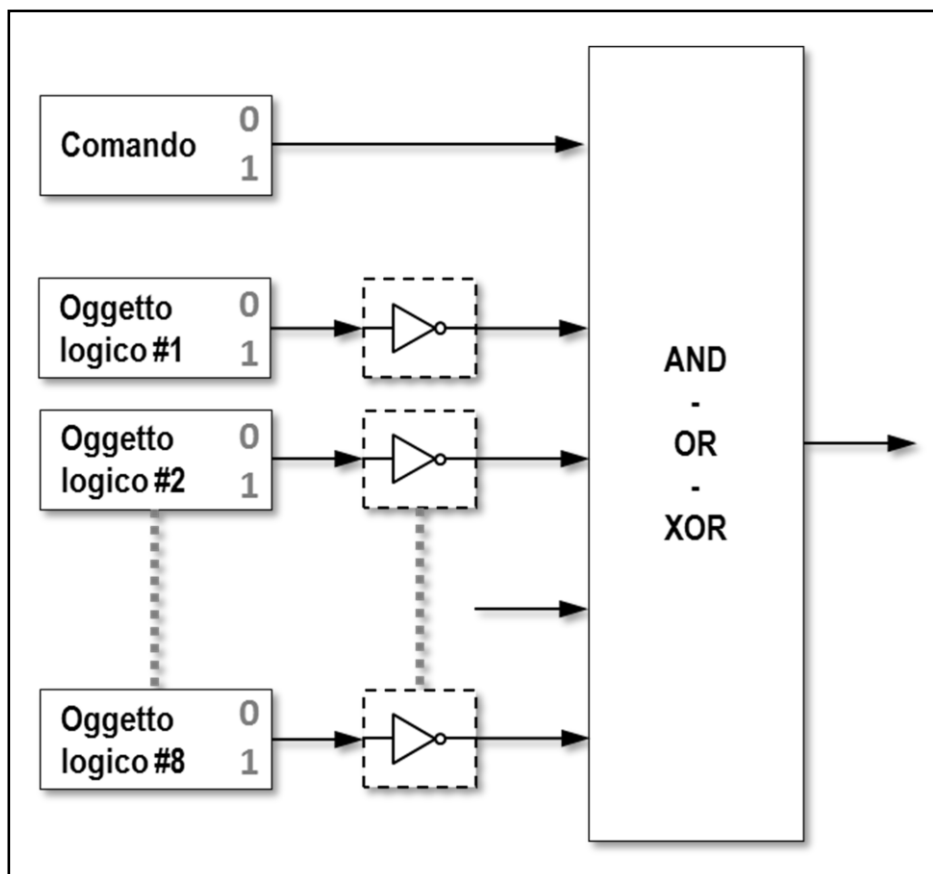 0
Comando
1
Oggetto 0
logico #1 1
Oggetto 0
logico #2 1
AND
-
OR
-
XOR
Oggetto 0
logico #8 1